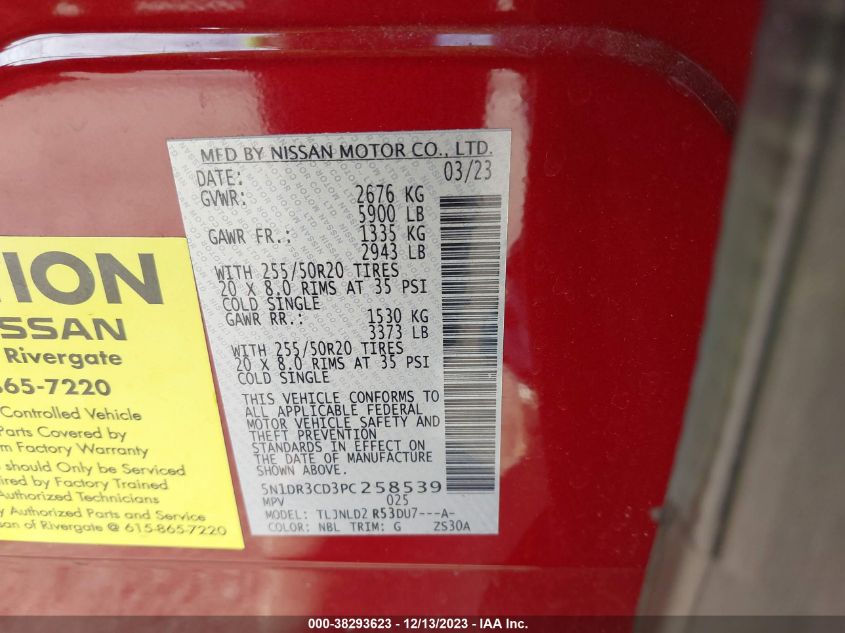 MFD BY NISSAN MOTOR CO., LTD.
DATE: 03/23
GVWR: 2676 KG
5900 LB
GAWR FR.: 1335 KG
2943 LB
WITH 255/50R20 TIRES
20 X 8.0 RIMS AT 35 PSI
COLD SINGLE
GAWR RR.: 1530 KG
3373 LB
WITH 255/50R20 TIRES
20 X 8.0 RIMS AT 35 PSI
COLD SINGLE
THIS VEHICLE CONFORMS TO
ALL APPLICABLE FEDERAL
MOTOR VEHICLE SAFETY AND
THEFT PREVENTION
STANDARDS IN EFFECT ON
THE DATE OF MANUFACTURE
SHOWN ABOVE.
5N1DR3CD3PC258539
MPV 025
MODEL: TLJNLD2 R53DU7---A-
COLOR: NBL TRIM: G ZS30A
TION
ISSAN
Rivergate
865-7220
Controlled Vehicle
Parts Covered by
m Factory Warranty
should Only be Serviced
ired by Factory Trained
Authorized Technicians
y Authorized Parts and
san of Rivergate @ 615-865-7220
000-38293623 - 12/13/2023 - IAA Inc.